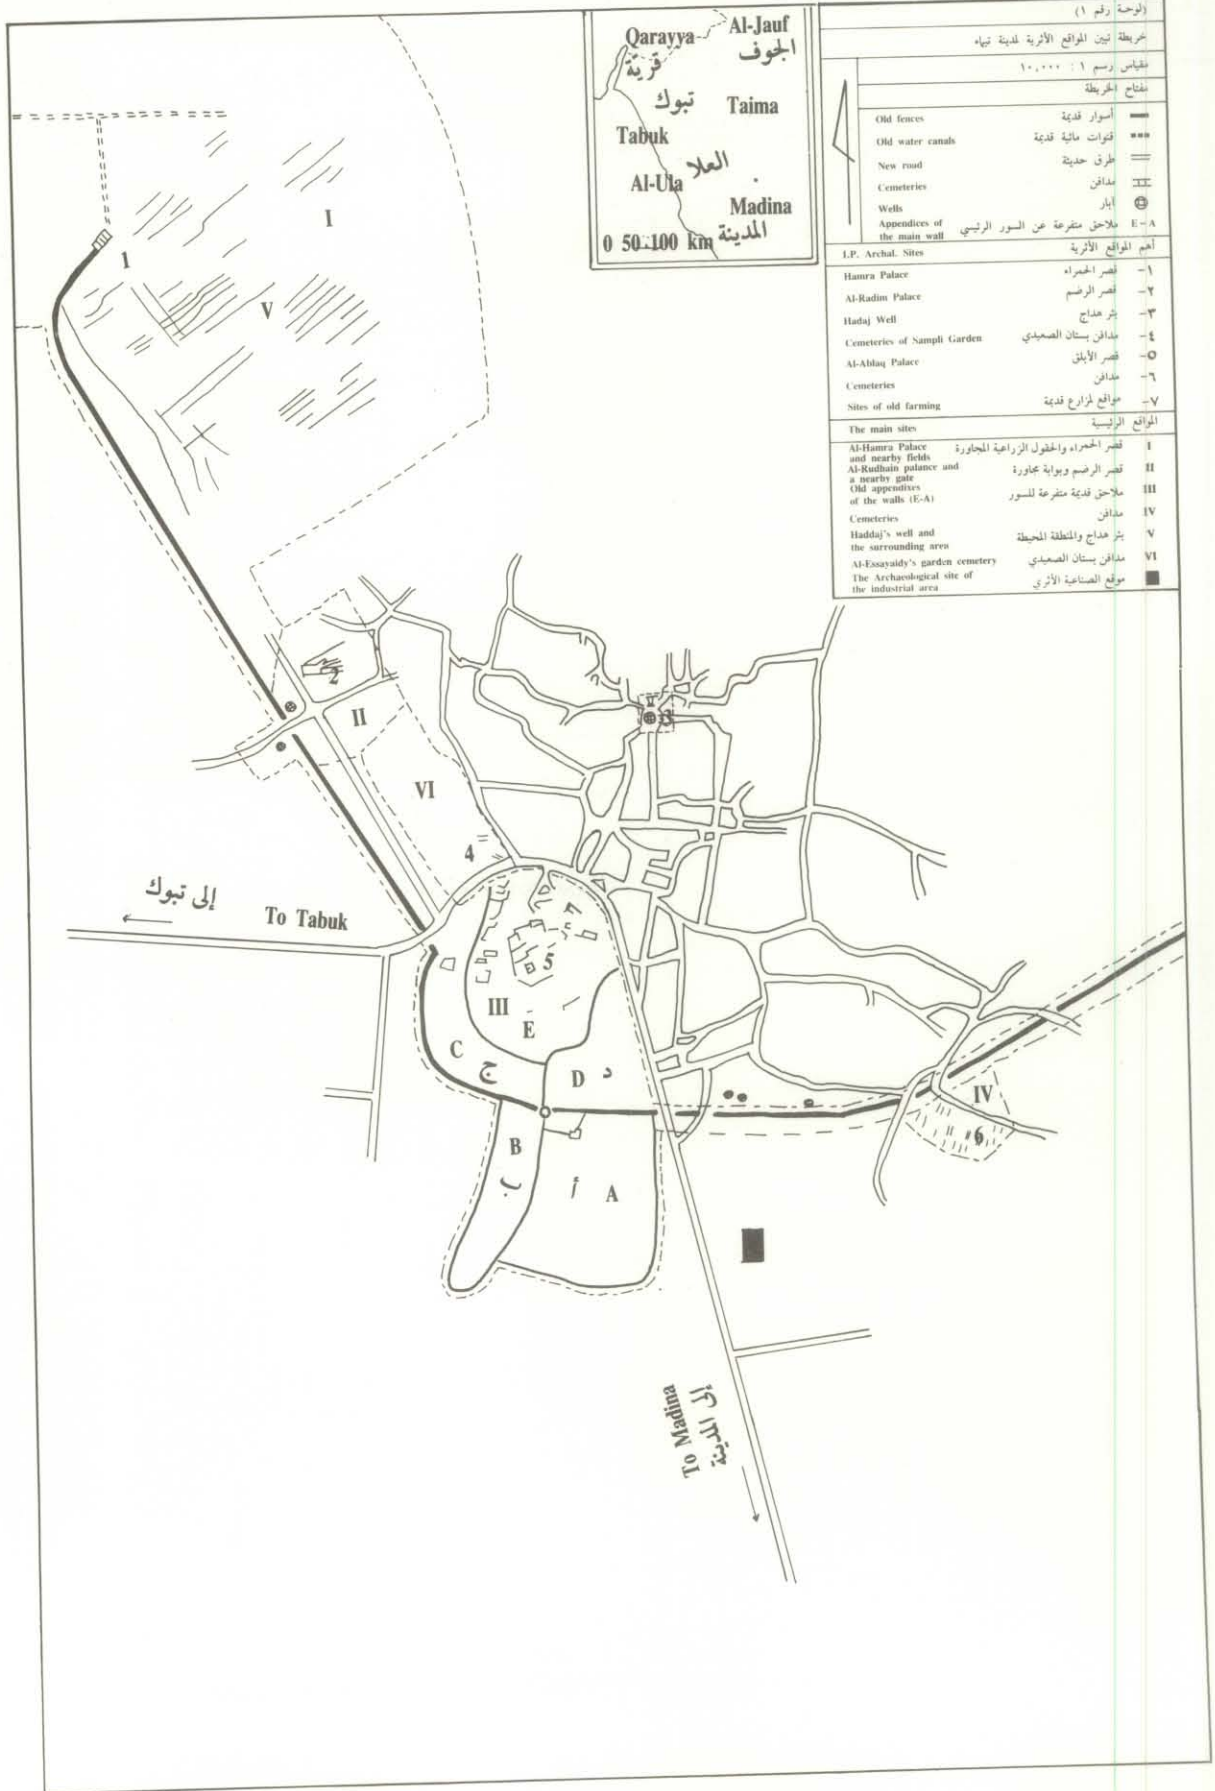 (لوحة رقم ١)
خريطة تبين المواقع الأثرية لمدينة تيماء
مقياس رسم ١ : ١٠,٠٠٠
مفتاح الخريطة
Old fences أسوار قديمة
Old water canals قنوات مائية قديمة
New road طرق حديثة
Cemeteries مدافن
Wells آبار
Appendices of the main wall ملاحق متفرعة عن السور الرئيسي E - A
I.P. Archal. Sites أهم المواقع الأثرية
Hamra Palace قصر الحمراء ١-
Al-Radim Palace قصر الرضم ٢-
Hadaj Well بئر هداج ٣-
Cemeteries of Sampli Garden مدافن بستان الصعيدي ٤-
Al-Ablaq Palace قصر الأبلق ٥-
Cemeteries مدافن ٦-
Sites of old farming مواقع لمزارع قديمة ٧-
The main sites المواقع الرئيسية
Al-Hamra Palace and nearby fields قصر الحمراء والحقول الزراعية المجاورة I
Al-Rudhain palance and a nearby gate قصر الرضم وبوابة مجاورة II
Old appendixes of the walls (E-A) ملاحق قديمة متفرعة للسور III
Cemeteries مدافن IV
Haddaj's well and the surrounding area بئر هداج والمنطقة المحيطة V
Al-Essayaidy's garden cemetery مدافن بستان الصعيدي VI
The Archaeological site of the industrial area موقع الصناعية الأثري
Qarayya
قرية
Al-Jauf
الجوف
تبوك
Taima
Tabuk
العلا
Al-Ula
Madina
المدينة
0 50 100 km
I
1
V
2
II
3
VI
4
إلى تبوك
To Tabuk
5
III
E
C
ج
D
د
IV
6
B
ب
أ
A
To Madina
إلى المدينة